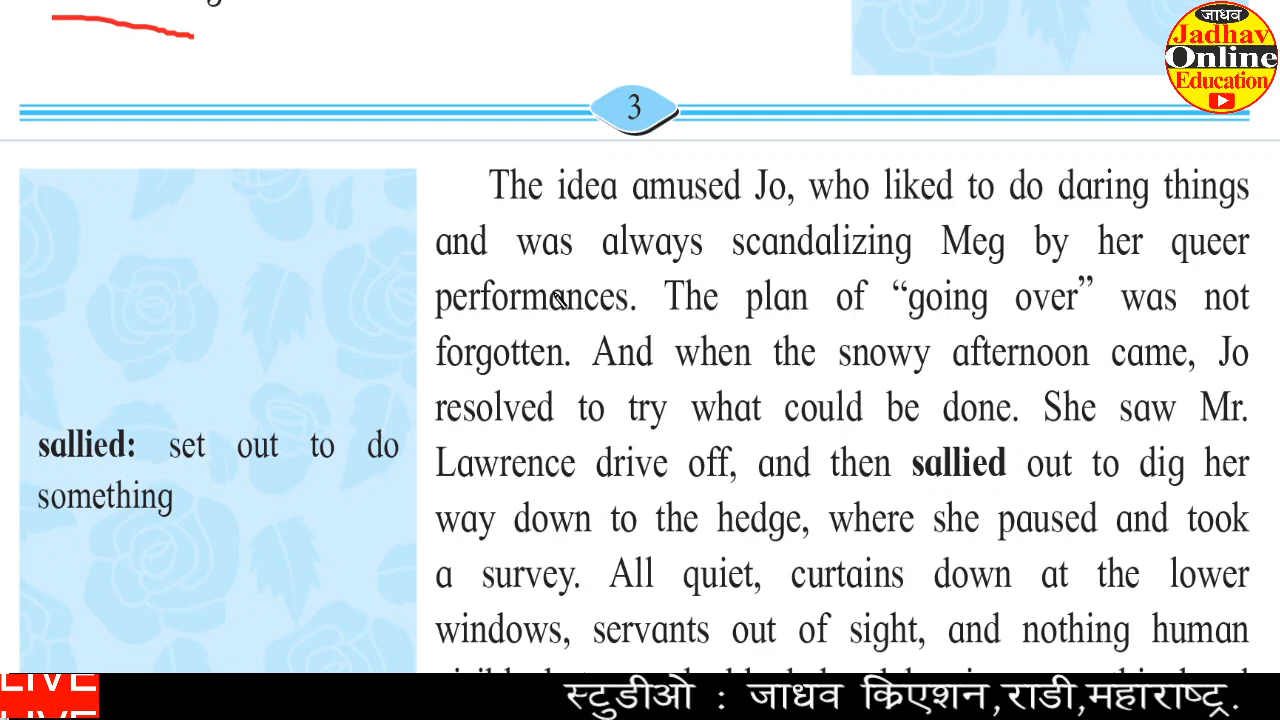 जाधव
Jadhav
Online
Education
3
The idea amused Jo, who liked to do daring things
and was always scandalizing Meg by her queer
performances. The plan of “going over” was not
forgotten. And when the snowy afternoon came, Jo
resolved to try what could be done. She saw Mr.
Lawrence drive off, and then sallied out to dig her
way down to the hedge, where she paused and took
a survey. All quiet, curtains down at the lower
windows, servants out of sight, and nothing human
sallied: set out to do
something
LIVE
LIVE
स्टुडीओ : जाधव क्रिएशन,राडी,महाराष्ट्र.